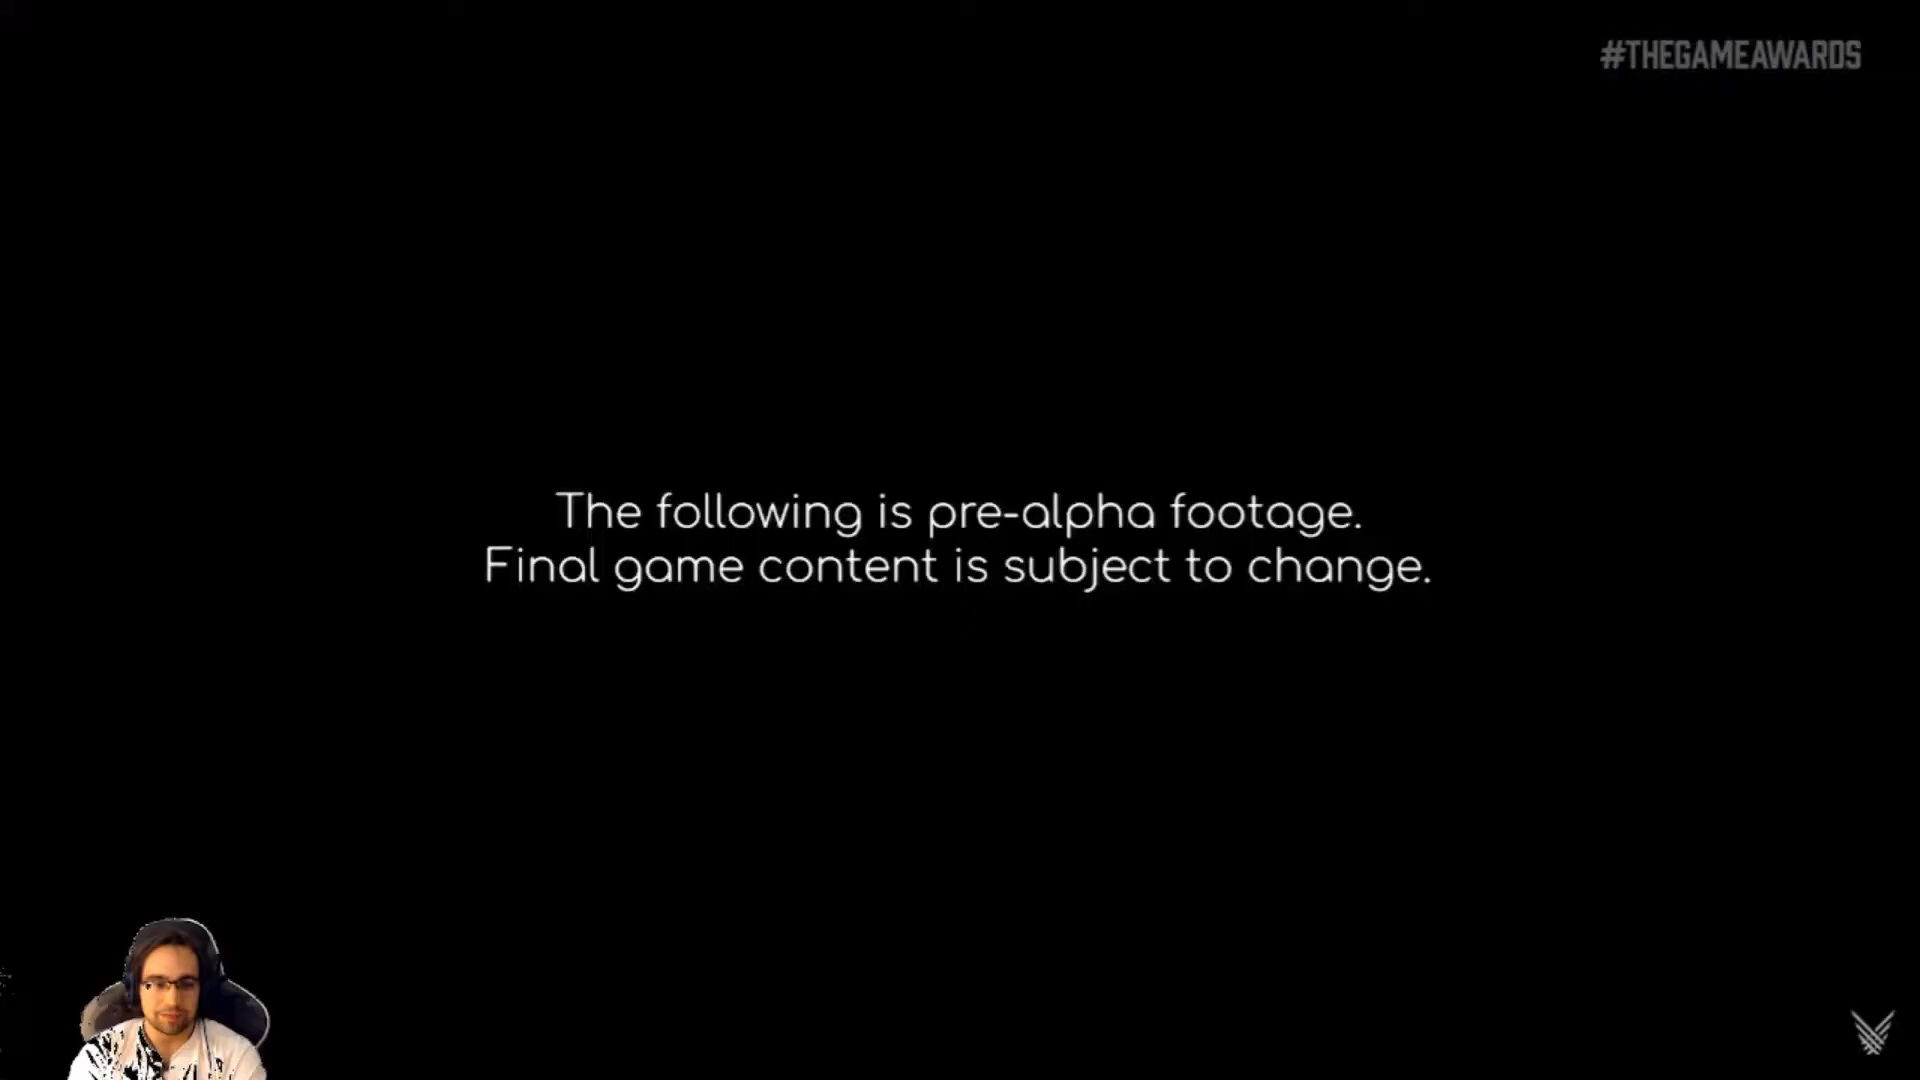 #THEGAMEAWARDS
The following is pre-alpha footage.
Final game content is subject to change.